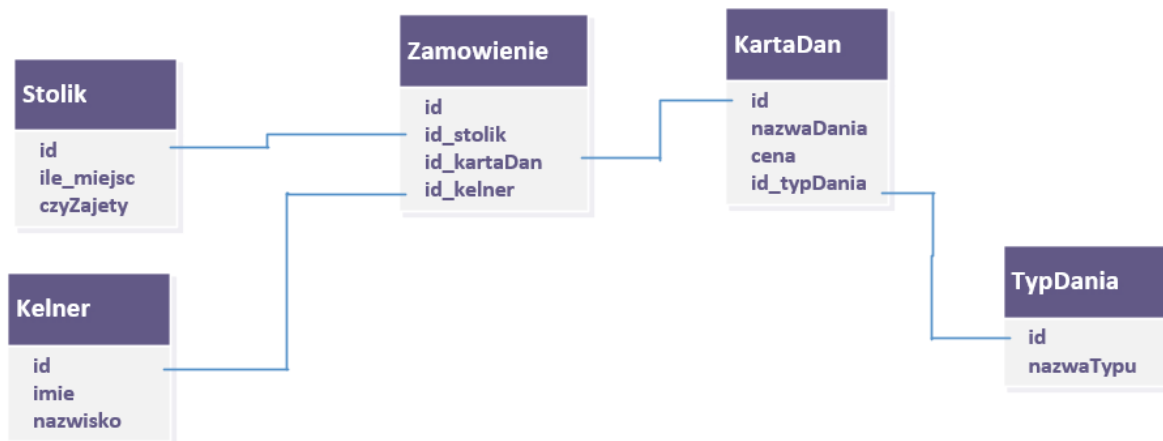 Stolik
id
ile_miejsc
czyZajety
Kelner
id
imie
nazwisko
Zamowienie
id
id_stolik
id_kartaDan
id_kelner
KartaDan
id
nazwaDania
cena
id_typDania
TypDania
id
nazwaTypu